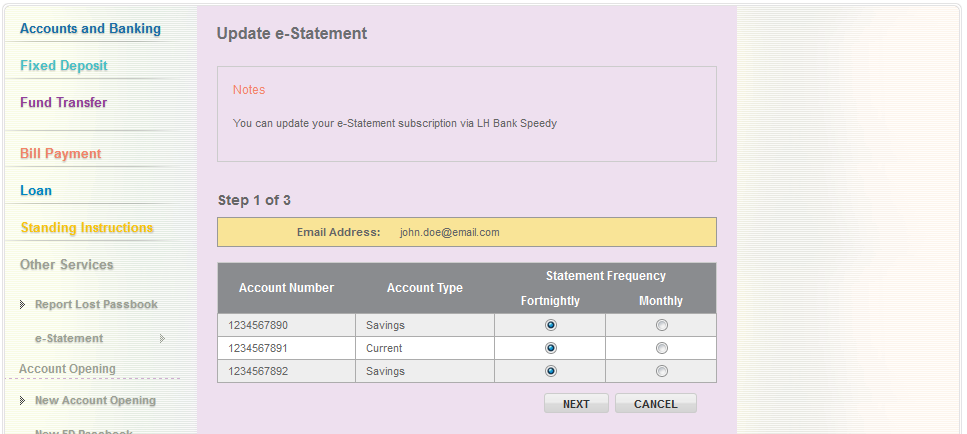 Accounts and Banking
Fixed Deposit
Fund Transfer
Bill Payment
Loan
Standing Instructions
Other Services
Report Lost Passbook
e-Statement
Account Opening
New Account Opening
New FD Passbook
Update e-Statement
Notes
You can update your e-Statement subscription via LH Bank Speedy
Step 1 of 3
Email Address: john.doe@email.com
Account Number Account Type Statement Frequency
Fortnightly Monthly
1234567890 Savings
1234567891 Current
1234567892 Savings
NEXT CANCEL